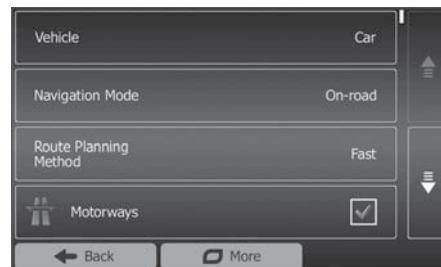 Vehicle Car
Navigation Mode On-road
Route Planning
Method Fast
Motorways
Back More